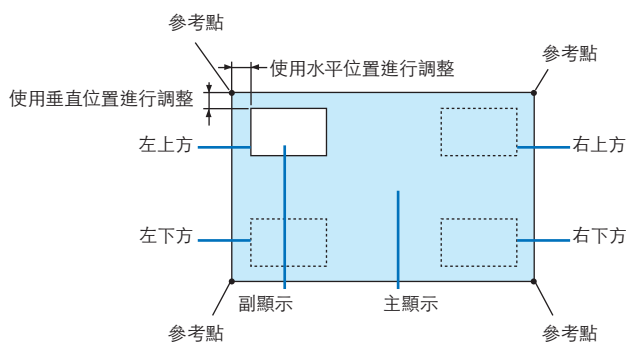 參考點
參考點
使用水平位置進行調整
使用垂直位置進行調整
左上方
右上方
左下方
右下方
副顯示
主顯示
參考點
參考點